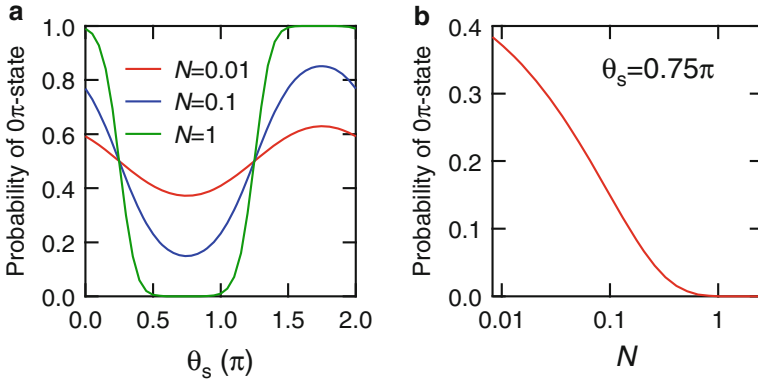 a
Probability of 0π-state
1.0
0.8
0.6
0.4
0.2
0.0
N=0.01
N=0.1
N=1
0.0 0.5 1.0 1.5 2.0
θs (π)
b
Probability of 0π-state
0.4
0.3
0.2
0.1
0.0
θs=0.75π
0.01 0.1 1
N